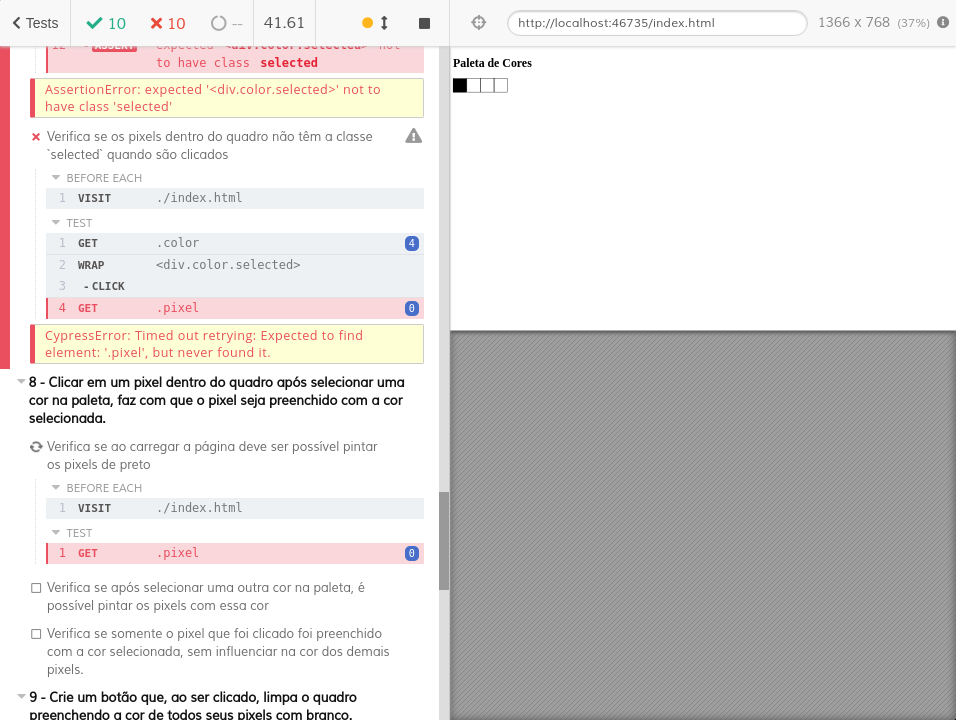 Tests 10 10 -- 41.61 http://localhost:46735/index.html 1366 x 768 (37%)
12 -ASSERT expected <div.color.selected> not
to have class selected
AssertionError: expected '<div.color.selected>' not to
have class 'selected'
Verifica se os pixels dentro do quadro não têm a classe
`selected` quando são clicados
BEFORE EACH
1 VISIT ./index.html
TEST
1 GET .color 4
2 WRAP <div.color.selected>
3 -CLICK
4 GET .pixel 0
CypressError: Timed out retrying: Expected to find
element: '.pixel', but never found it.
8 - Clicar em um pixel dentro do quadro após selecionar uma
cor na paleta, faz com que o pixel seja preenchido com a cor
selecionada.
Verifica se ao carregar a página deve ser possível pintar
os pixels de preto
BEFORE EACH
1 VISIT ./index.html
TEST
1 GET .pixel 0
Verifica se após selecionar uma outra cor na paleta, é
possível pintar os pixels com essa cor
Verifica se somente o pixel que foi clicado foi preenchido
com a cor selecionada, sem influenciar na cor dos demais
pixels.
9 - Crie um botão que, ao ser clicado, limpa o quadro
preenchendo a cor de todos seus pixels com branco.
Paleta de Cores